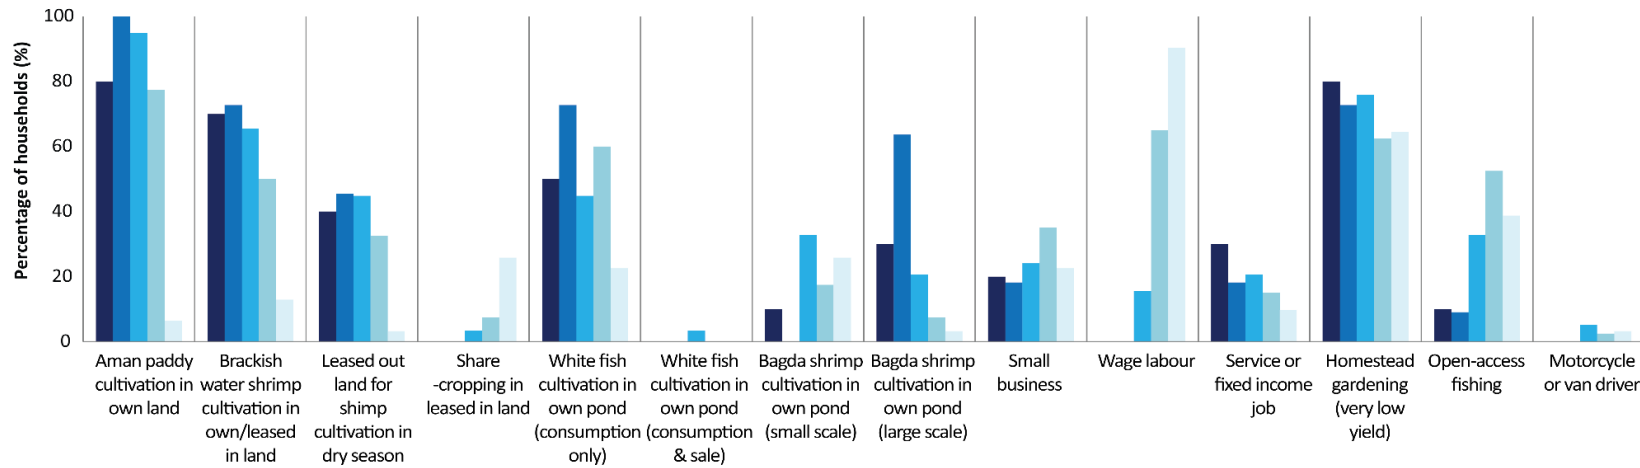 Percentage of households (%)
100
80
60
40
20
0
Aman paddy
cultivation in
own land
Brackish
water shrimp
cultivation in
own/leased
in land
Leased out
land for
shimp
cultivation in
dry season
Share
-cropping in
leased in land
White fish
cultivation in
own pond
(consumption
only)
White fish
cultivation in
own pond
(consumption
& sale)
Bagda shrimp
cultivation in
own pond
(small scale)
Bagda shrimp
cultivation in
own pond
(large scale)
Small
business
Wage labour
Service or
fixed income
job
Homestead
gardening
(very low
yield)
Open-access
fishing
Motorcycle
or van driver